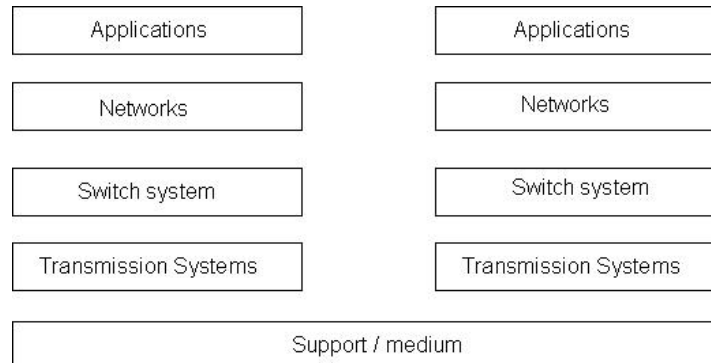 Applications Applications
Networks Networks
Switch system Switch system
Transmission Systems Transmission Systems
Support / medium